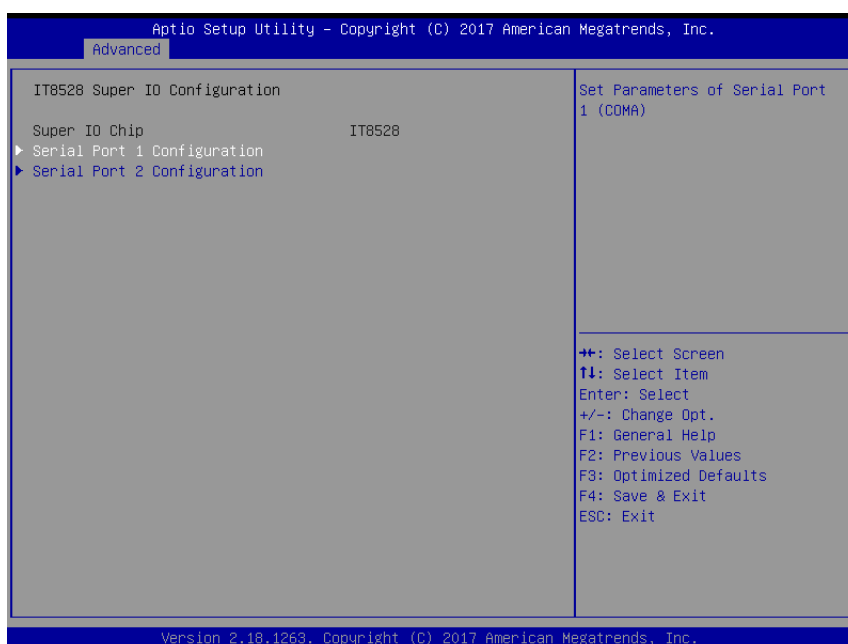 Aptio Setup Utility – Copyright (C) 2017 American Megatrends, Inc.
Advanced
IT8528 Super IO Configuration
Super IO Chip IT8528
▶ Serial Port 1 Configuration
▶ Serial Port 2 Configuration
Set Parameters of Serial Port
1 (COMA)
→←: Select Screen
↑↓: Select Item
Enter: Select
+/-: Change Opt.
F1: General Help
F2: Previous Values
F3: Optimized Defaults
F4: Save & Exit
ESC: Exit
Version 2.18.1263. Copyright (C) 2017 American Megatrends, Inc.